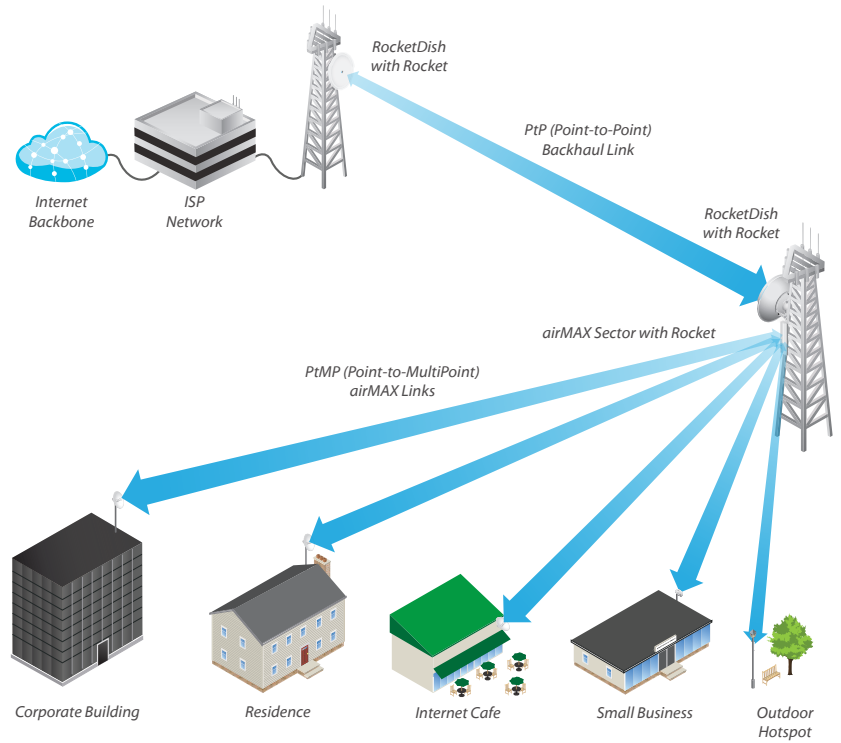 RocketDish
with Rocket
PtP (Point-to-Point)
Backhaul Link
Internet
Backbone
ISP
Network
RocketDish
with Rocket
airMAX Sector with Rocket
PtMP (Point-to-MultiPoint)
airMAX Links
Corporate Building
Residence
Internet Cafe
Small Business
Outdoor
Hotspot